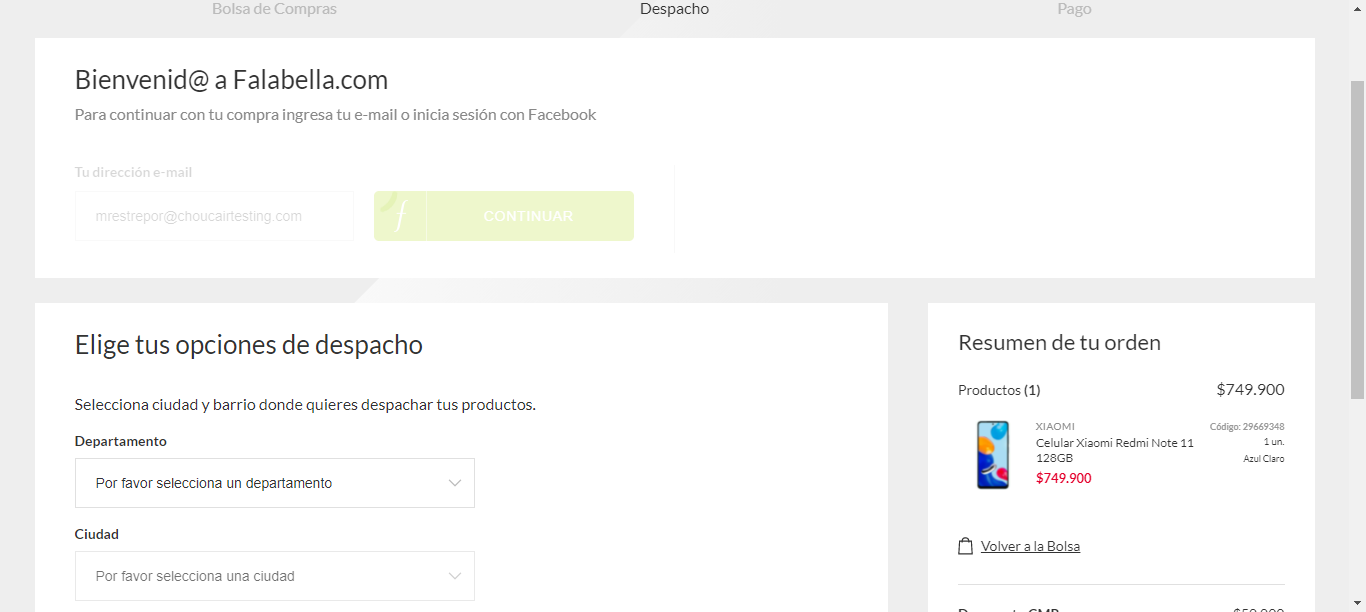 Bolsa de Compras
Despacho
Pago
Bienvenid@ a Falabella.com
Para continuar con tu compra ingresa tu e-mail o inicia sesión con Facebook
Tu dirección e-mail
mrestrepor@choucairtesting.com
f CONTINUAR
Elige tus opciones de despacho
Selecciona ciudad y barrio donde quieres despachar tus productos.
Departamento
Por favor selecciona un departamento
Ciudad
Por favor selecciona una ciudad
Resumen de tu orden
Productos (1) $749.900
XIAOMI Código: 29669348
Celular Xiaomi Redmi Note 11 1 un.
128GB Azul Claro
$749.900
Volver a la Bolsa